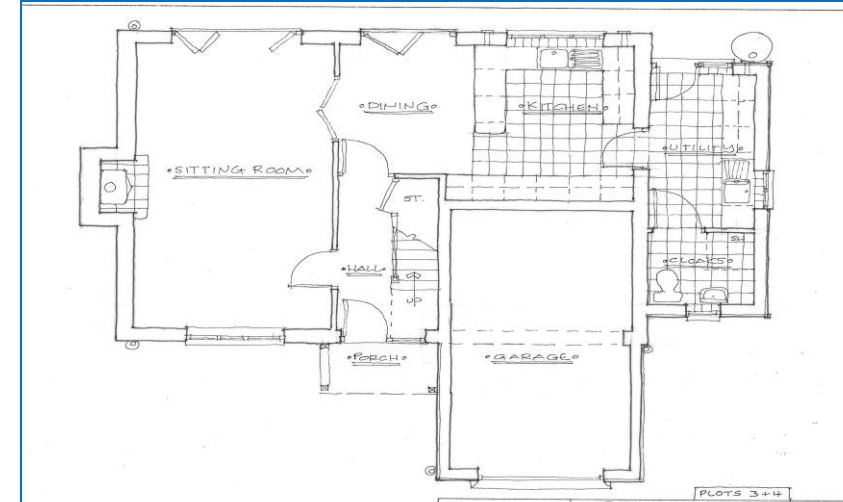 •DINING•
•KITCHEN•
•UTILITY•
•SITTING ROOM•
ST.
SH
•CLOAKS•
•HALL•
UP
•PORCH•
•GARAGE•
PLOTS 3+4